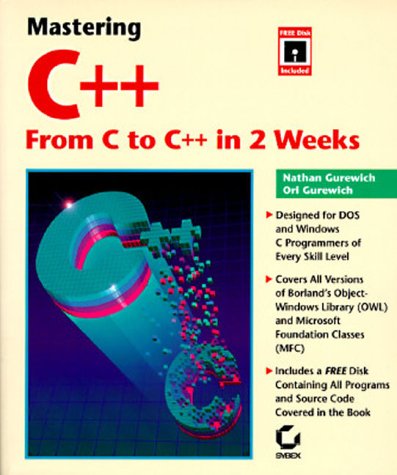 Mastering
FREE Disk
Included
C++
From C to C++ in 2 Weeks
Nathan Gurewich
Ori Gurewich
Designed for DOS
and Windows
C Programmers of
Every Skill Level
Covers All Versions
of Borland's Object-
Windows Library (OWL)
and Microsoft
Foundation Classes
(MFC)
Includes a FREE Disk
Containing All Programs
and Source Code
Covered in the Book
C
C
SYBEX